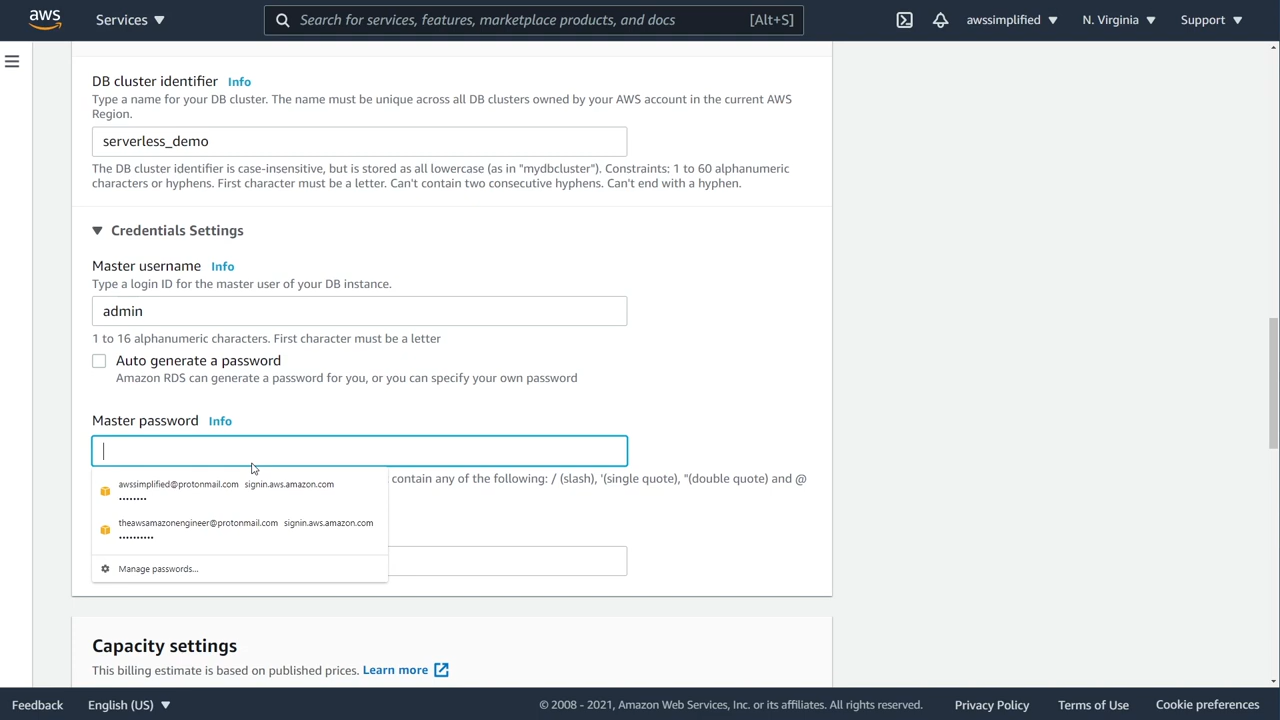 aws
Services ▼
Search for services, features, marketplace products, and docs [Alt+S]
awssimplified ▼
N. Virginia ▼
Support ▼
DB cluster identifier Info
Type a name for your DB cluster. The name must be unique across all DB clusters owned by your AWS account in the current AWS
Region.
serverless_demo
The DB cluster identifier is case-insensitive, but is stored as all lowercase (as in "mydbcluster"). Constraints: 1 to 60 alphanumeric
characters or hyphens. First character must be a letter. Can't contain two consecutive hyphens. Can't end with a hyphen.
▼ Credentials Settings
Master username Info
Type a login ID for the master user of your DB instance.
admin
1 to 16 alphanumeric characters. First character must be a letter
Auto generate a password
Amazon RDS can generate a password for you, or you can specify your own password
Master password Info
contain any of the following: / (slash), '(single quote), "(double quote) and @
awssimplified@protonmail.com signin.aws.amazon.com
••••••••
theawsamazonengineer@protonmail.com signin.aws.amazon.com
••••••••••
Manage passwords...
Capacity settings
This billing estimate is based on published prices. Learn more
Feedback
English (US) ▼
© 2008 - 2021, Amazon Web Services, Inc. or its affiliates. All rights reserved.
Privacy Policy
Terms of Use
Cookie preferences